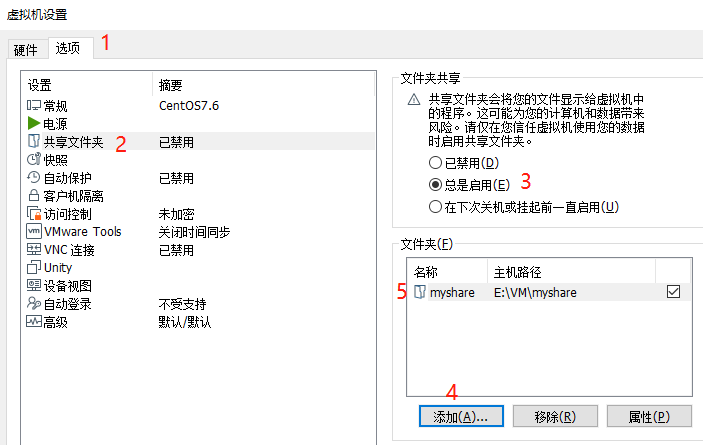 虚拟机设置
硬件 选项 1
设置 摘要
常规 CentOS7.6
电源
共享文件夹 2 已禁用
快照
自动保护 已禁用
客户机隔离
访问控制 未加密
VMware Tools 关闭时间同步
VNC 连接 已禁用
Unity
设备视图
自动登录 不受支持
高级 默认/默认
文件夹共享
共享文件夹会将您的文件显示给虚拟机中
的程序。这可能为您的计算机和数据带来
风险。请仅在您信任虚拟机使用您的数据
时启用共享文件夹。
已禁用(D)
总是启用(E) 3
在下次关机或挂起前一直启用(U)
文件夹(F)
名称 主机路径
5 myshare E:\VM\myshare
4
添加(A)... 移除(R) 属性(P)